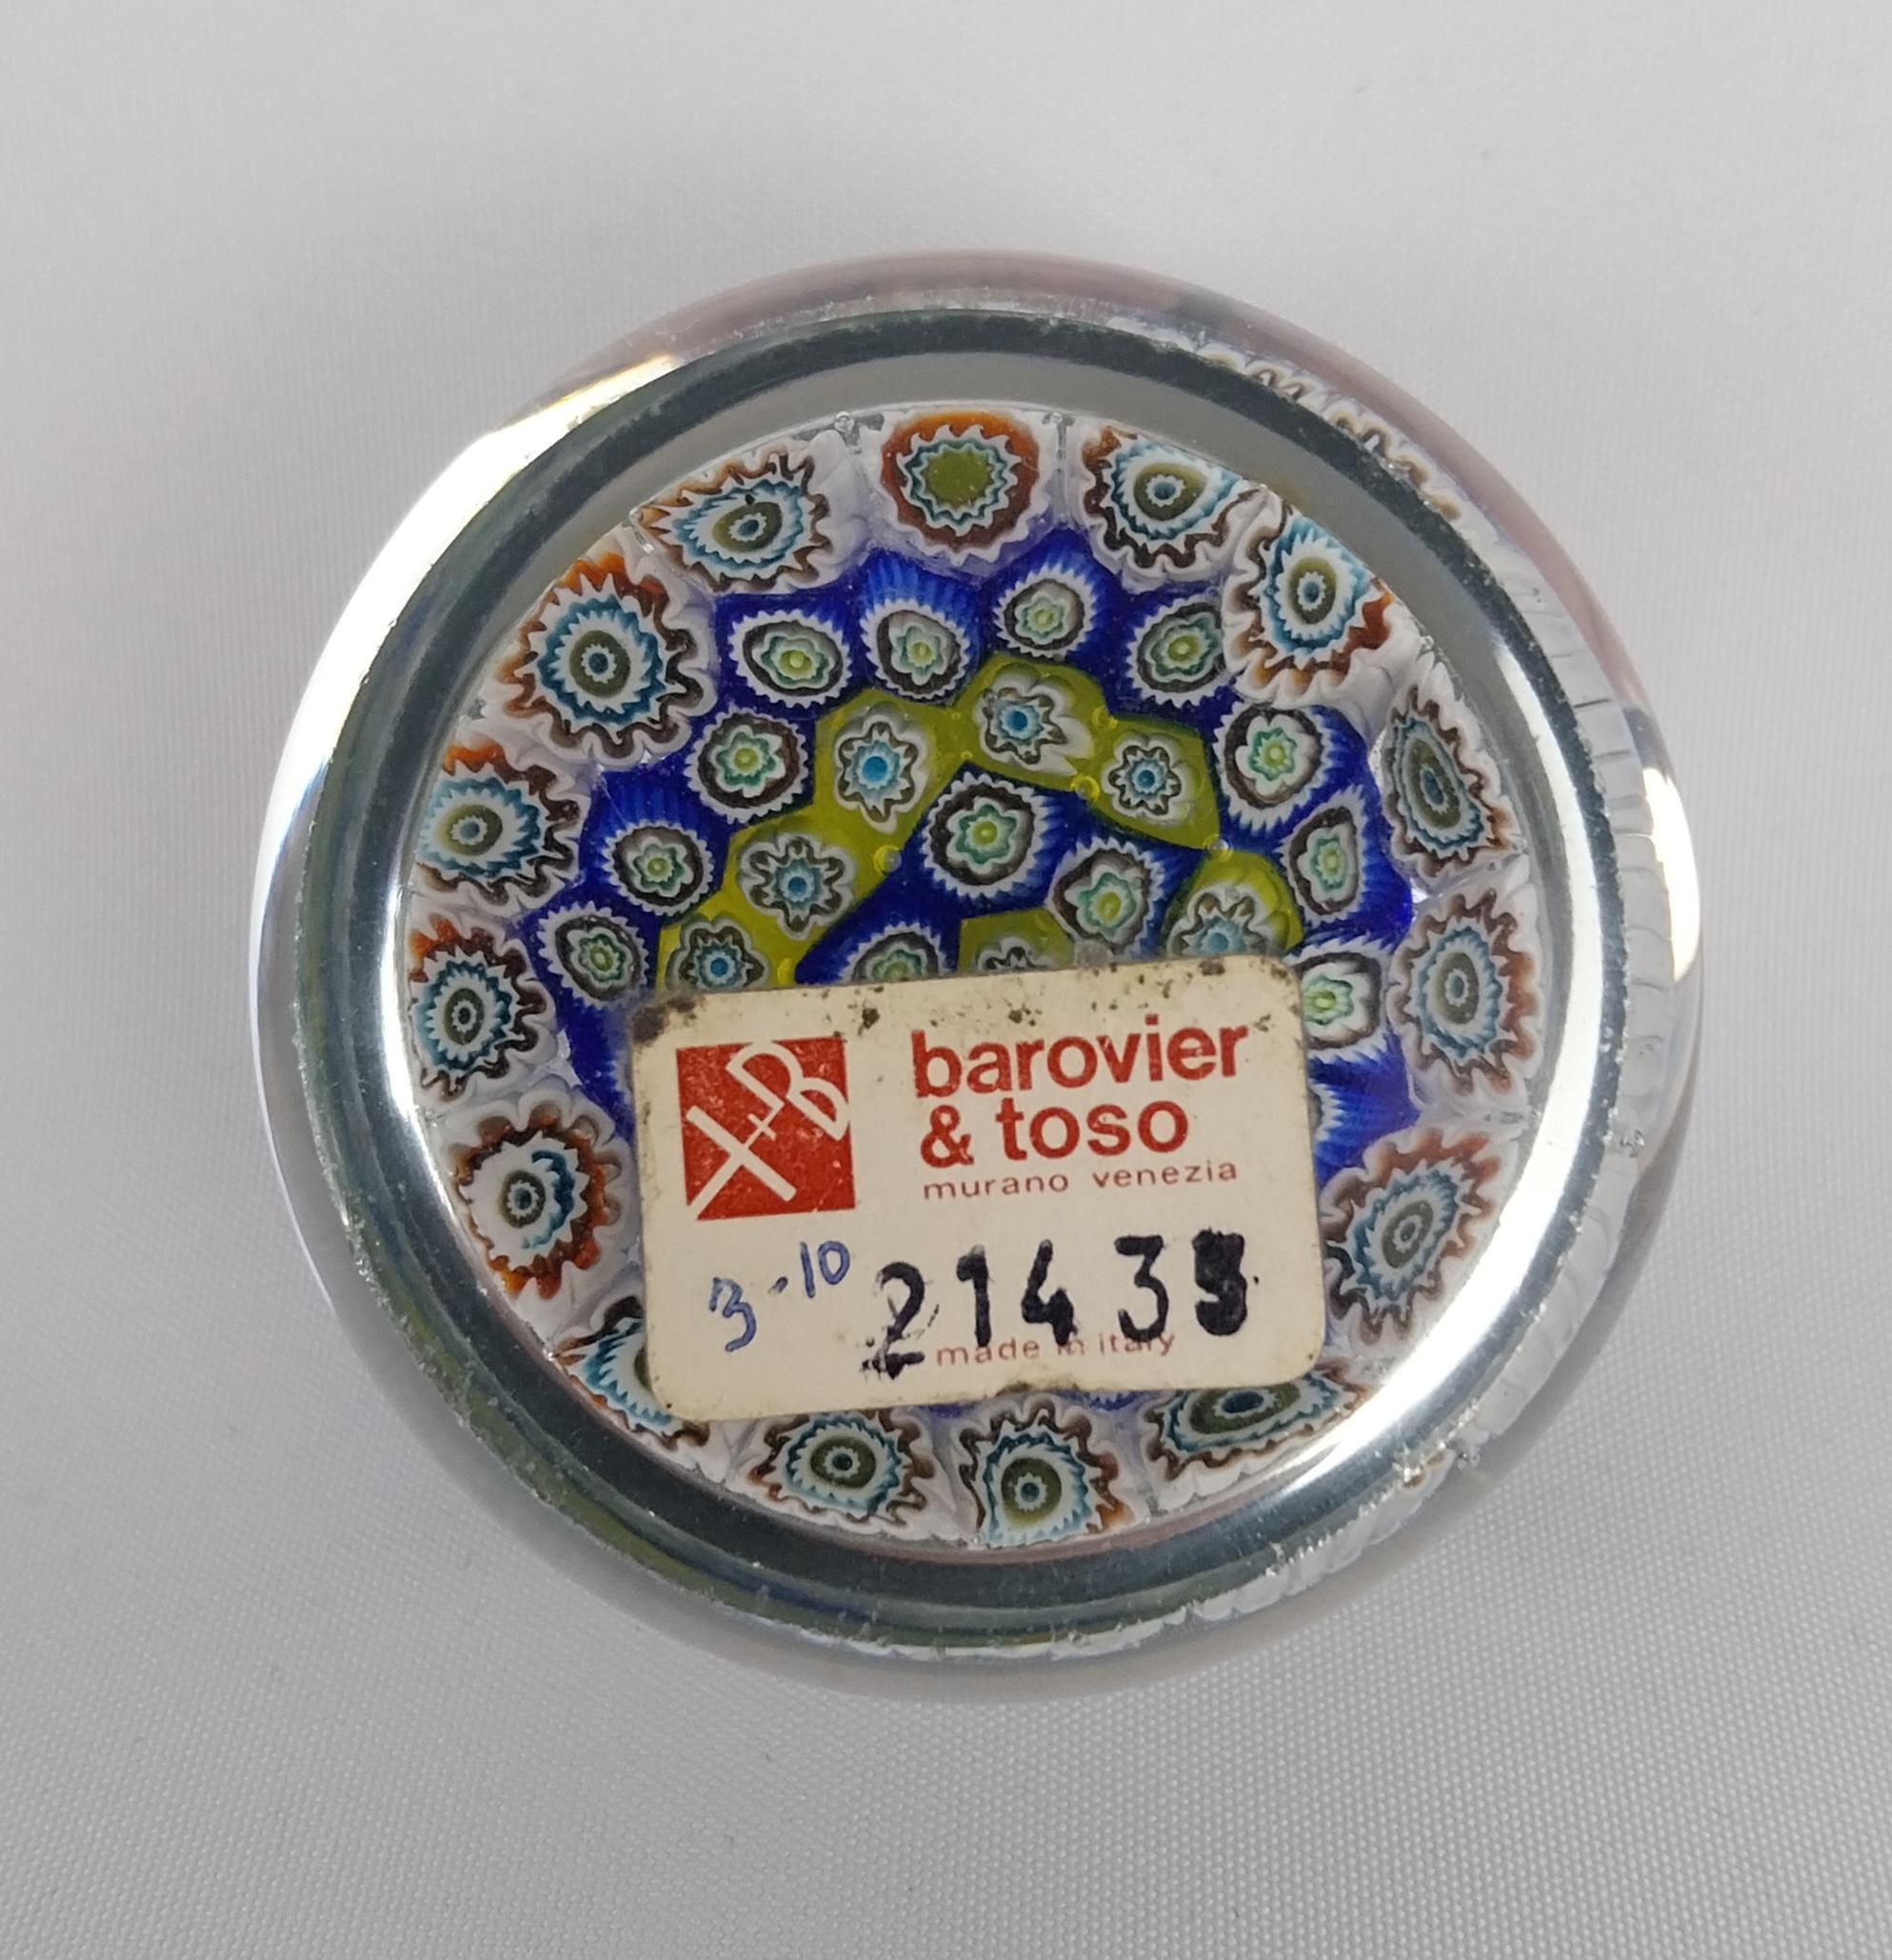 barovier
& toso
murano venezia
3-10
made in italy